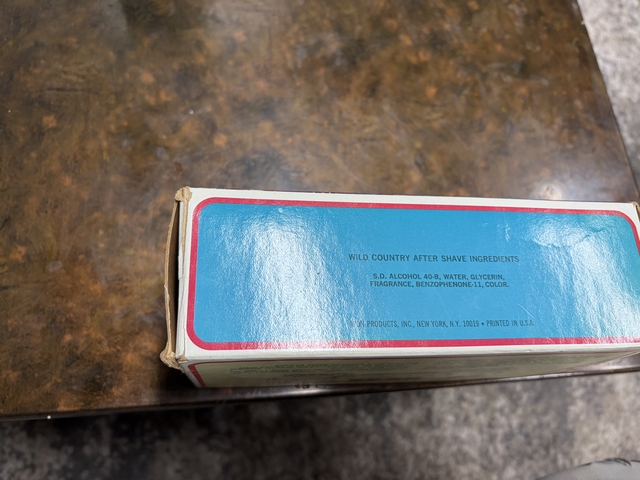 WILD COUNTRY AFTER SHAVE INGREDIENTS
S.D. ALCOHOL 40-B, WATER, GLYCERIN,
FRAGRANCE, BENZOPHENONE-11, COLOR.
PRODUCTS, INC., NEW YORK, N.Y. 10019 • PRINTED IN U.S.A.